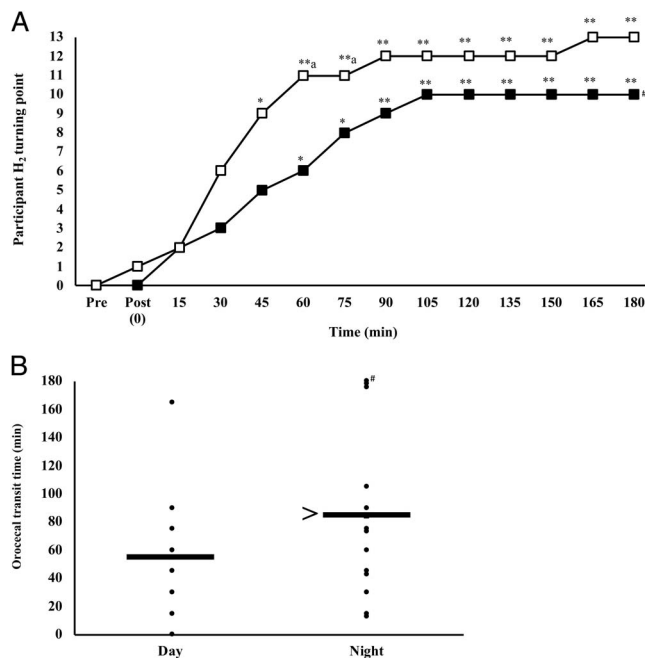 A
Participant H₂ turning point
13
12
11
10
9
8
7
6
5
4
3
2
1
0
* **a **a ** ** ** ** ** ** **
* * ** ** ** ** ** ** ** #
Pre Post (0) 15 30 45 60 75 90 105 120 135 150 165 180
Time (min)
B
Orocecal transit time (min)
180
160
140
120
100
80
60
40
20
0
#
>
Day Night